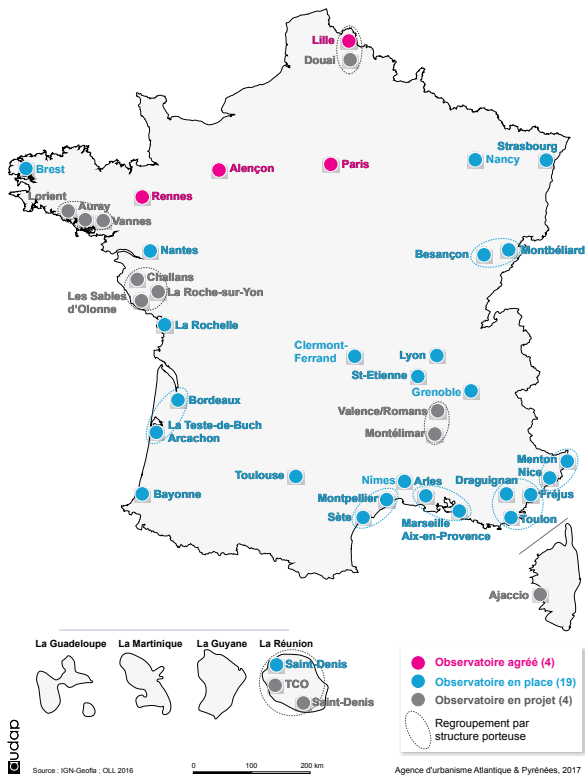 Lille
Douai
Strasbourg
Nancy
Brest
Alençon
Paris
Rennes
Lorient
Auray
Vannes
Nantes
Besançon
Montbéliard
Challans
La Roche-sur-Yon
Les Sables
d'Olonne
La Rochelle
Clermont-
Ferrand
Lyon
St-Etienne
Grenoble
Bordeaux
Valence/Romans
La Teste-de-Buch
Arcachon
Montélimar
Menton
Nice
Toulouse
Nîmes
Arles
Draguignan
Bayonne
Montpellier
Fréjus
Sète
Marseille
Aix-en-Provence
Toulon
Ajaccio
La Guadeloupe
La Martinique
La Guyane
La Réunion
Saint-Denis
TCO
Saint-Denis
Observatoire agréé (4)
Observatoire en place (19)
Observatoire en projet (4)
Regroupement par
structure porteuse
audap
Source : IGN-Geofla ; OLL 2016
0 100 200 km
Agence d'urbanisme Atlantique & Pyrénées, 2017